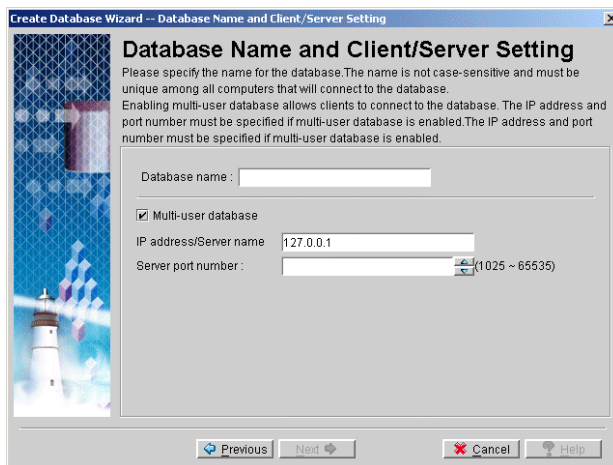 Create Database Wizard -- Database Name and Client/Server Setting
Database Name and Client/Server Setting
Please specify the name for the database.The name is not case-sensitive and must be
unique among all computers that will connect to the database.
Enabling multi-user database allows clients to connect to the database. The IP address and
port number must be specified if multi-user database is enabled.The IP address and port
number must be specified if multi-user database is enabled.
Database name :
Multi-user database
IP address/Server name 127.0.0.1
Server port number : (1025 ~ 65535)
Previous Next Cancel Help